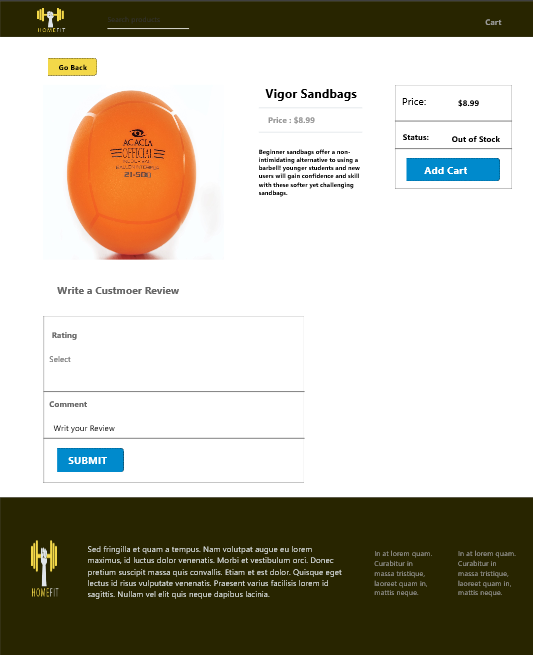 HOMEFIT
Search products
Cart
Go Back
Vigor Sandbags
Price : $8.99
Beginner sandbags offer a non-
intimidating alternative to using a
barbell! younger students and new
users will gain confidence and skill
with these softer yet challenging
sandbags.
Price:
$8.99
Status:
Out of Stock
Add Cart
ACACIA
OFFICIAL
21-SOU
Write a Custmoer Review
Rating
Select
Comment
Writ your Review
SUBMIT
HOMEFIT
Sed fringilla et quam a tempus. Nam volutpat augue eu lorem
maximus, id luctus dolor venenatis. Morbi et vestibulum orci. Donec
pretium suscipit massa quis convallis. Etiam et est dolor. Quisque eget
lectus id risus vulputate venenatis. Praesent varius facilisis lorem id
sagittis. Nullam vel elit quis neque dapibus lacinia.
In at lorem quam.
Curabitur in
massa tristique,
laoreet quam in,
mattis neque.
In at lorem quam.
Curabitur in
massa tristique,
laoreet quam in,
mattis neque.